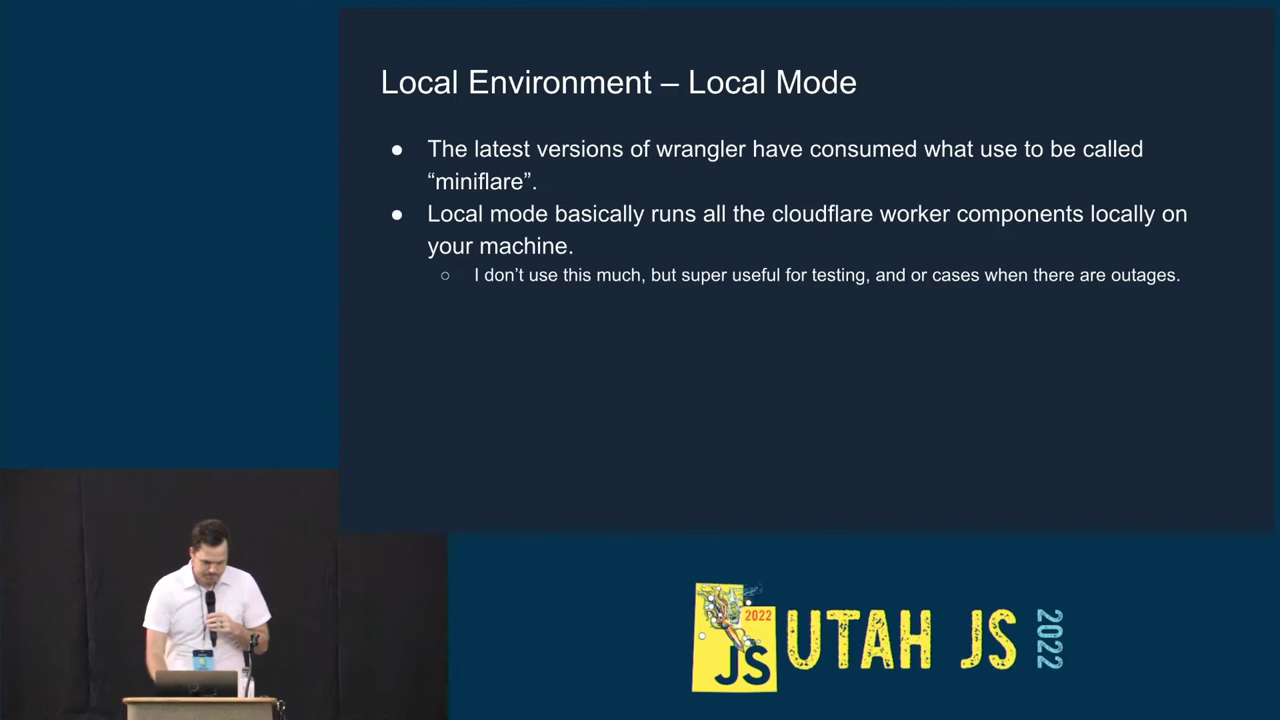 Local Environment – Local Mode
● The latest versions of wrangler have consumed what use to be called
“miniflare”.
● Local mode basically runs all the cloudflare worker components locally on
your machine.
○ I don’t use this much, but super useful for testing, and or cases when there are outages.
2022
JS
UTAH JS
2022